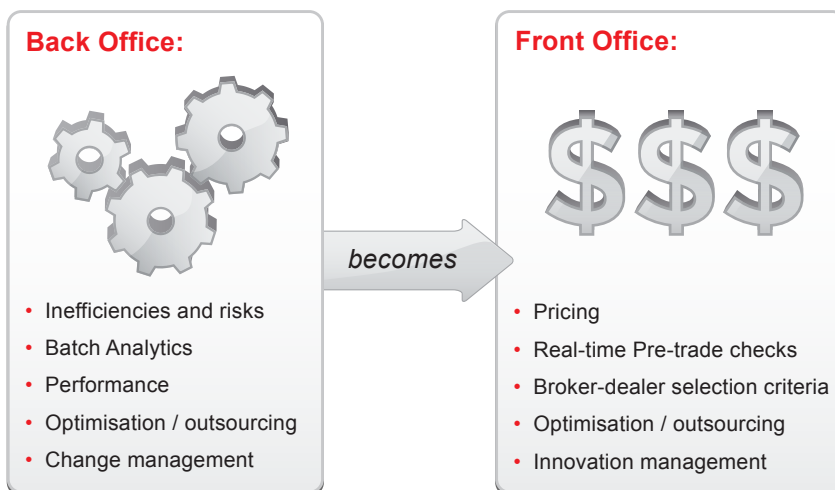 Back Office:
• Inefficiencies and risks
• Batch Analytics
• Performance
• Optimisation / outsourcing
• Change management
becomes
Front Office:
$$$
• Pricing
• Real-time Pre-trade checks
• Broker-dealer selection criteria
• Optimisation / outsourcing
• Innovation management